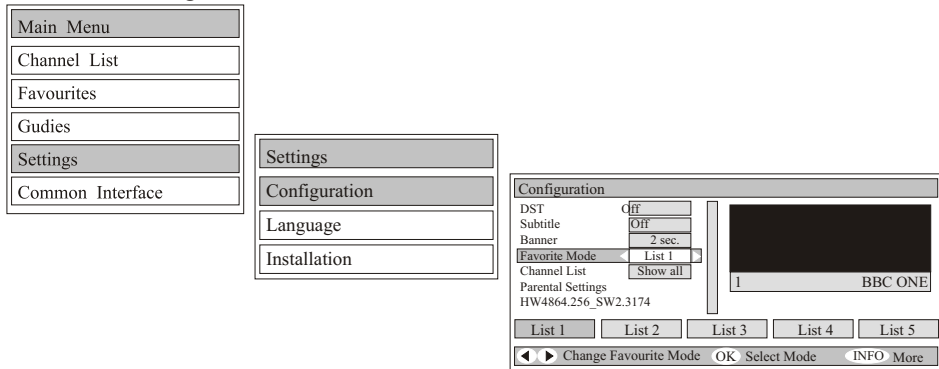 Main Menu
Channel List
Favourites
Gudies
Settings
Common Interface
Settings
Configuration
Language
Installation
Configuration
DST Off
Subtitle Off
Banner 2 sec.
Favorite Mode List 1
Channel List Show all
Parental Settings
HW4864.256_SW2.3174
1 BBC ONE
List 1 List 2 List 3 List 4 List 5
Change Favourite Mode OK Select Mode INFO More